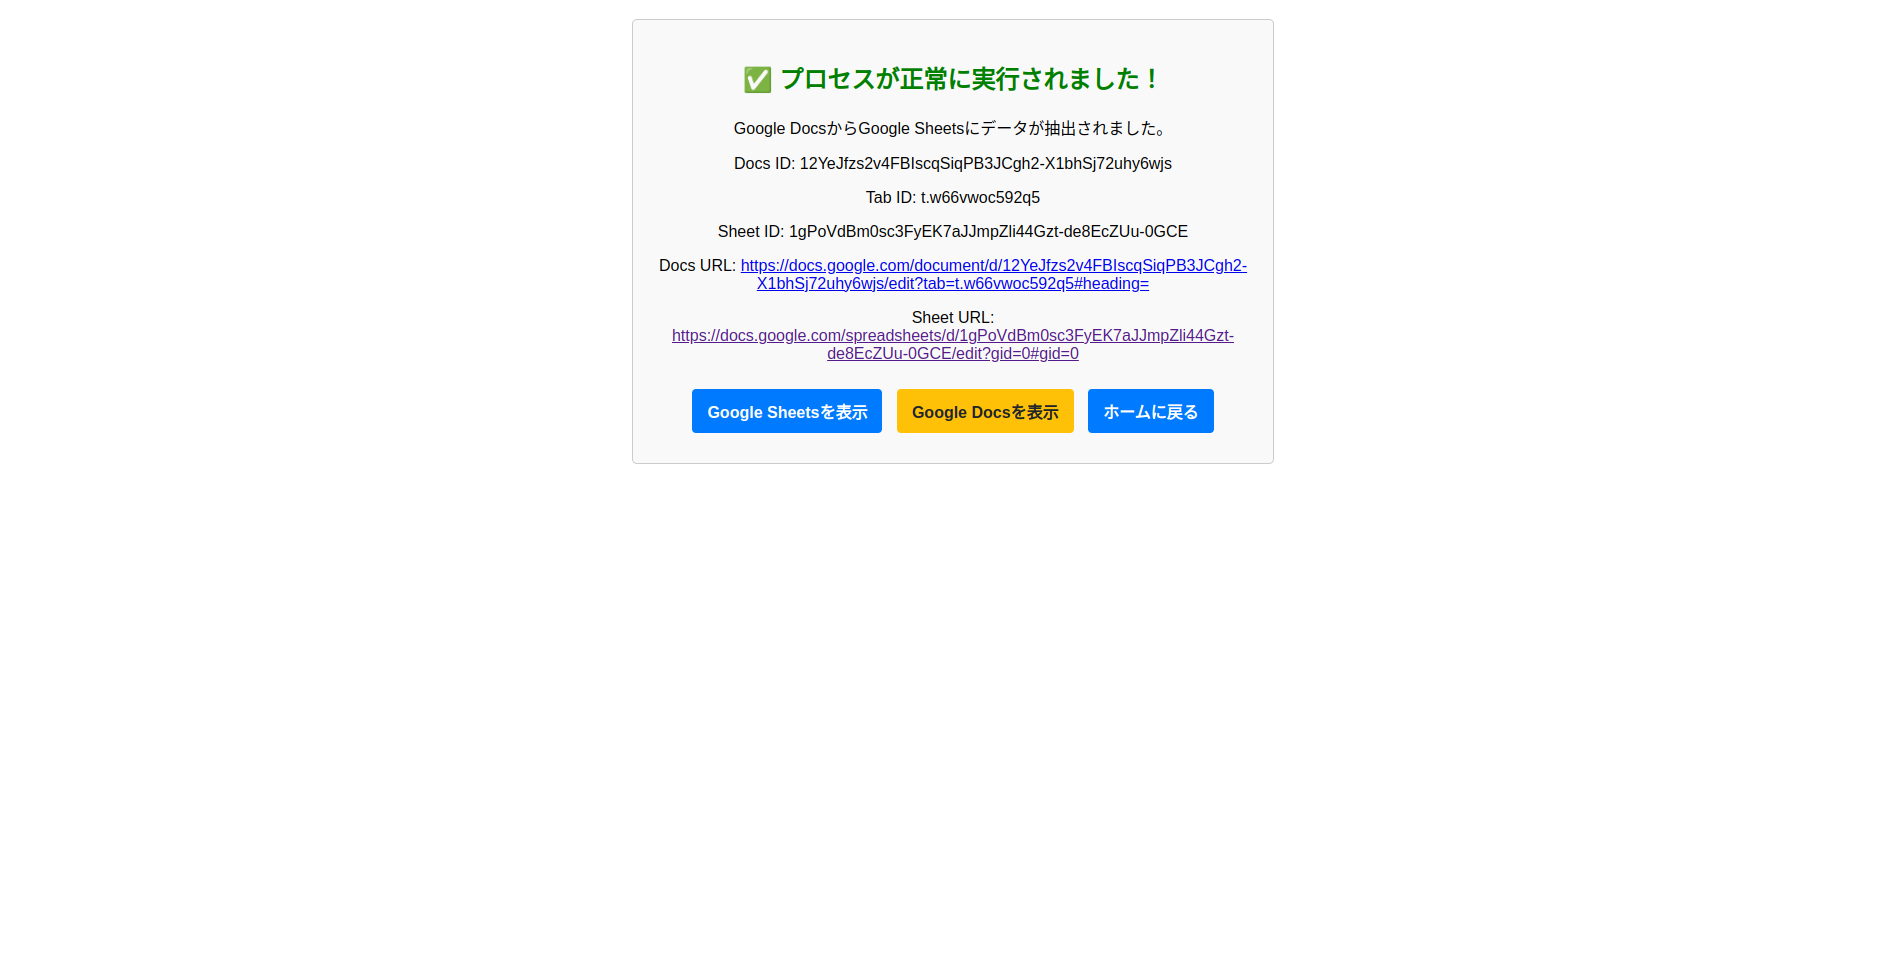 ✅ プロセスが正常に実行されました！
Google DocsからGoogle Sheetsにデータが抽出されました。
Docs ID: 12YeJfzs2v4FBIscqSiqPB3JCgh2-X1bhSj72uhy6wjs
Tab ID: t.w66vwoc592q5
Sheet ID: 1gPoVdBm0sc3FyEK7aJJmpZli44Gzt-de8EcZUu-0GCE
Docs URL: https://docs.google.com/document/d/12YeJfzs2v4FBIscqSiqPB3JCgh2-
X1bhSj72uhy6wjs/edit?tab=t.w66vwoc592q5#heading=
Sheet URL:
https://docs.google.com/spreadsheets/d/1gPoVdBm0sc3FyEK7aJJmpZli44Gzt-
de8EcZUu-0GCE/edit?gid=0#gid=0
Google Sheetsを表示 Google Docsを表示 ホームに戻る